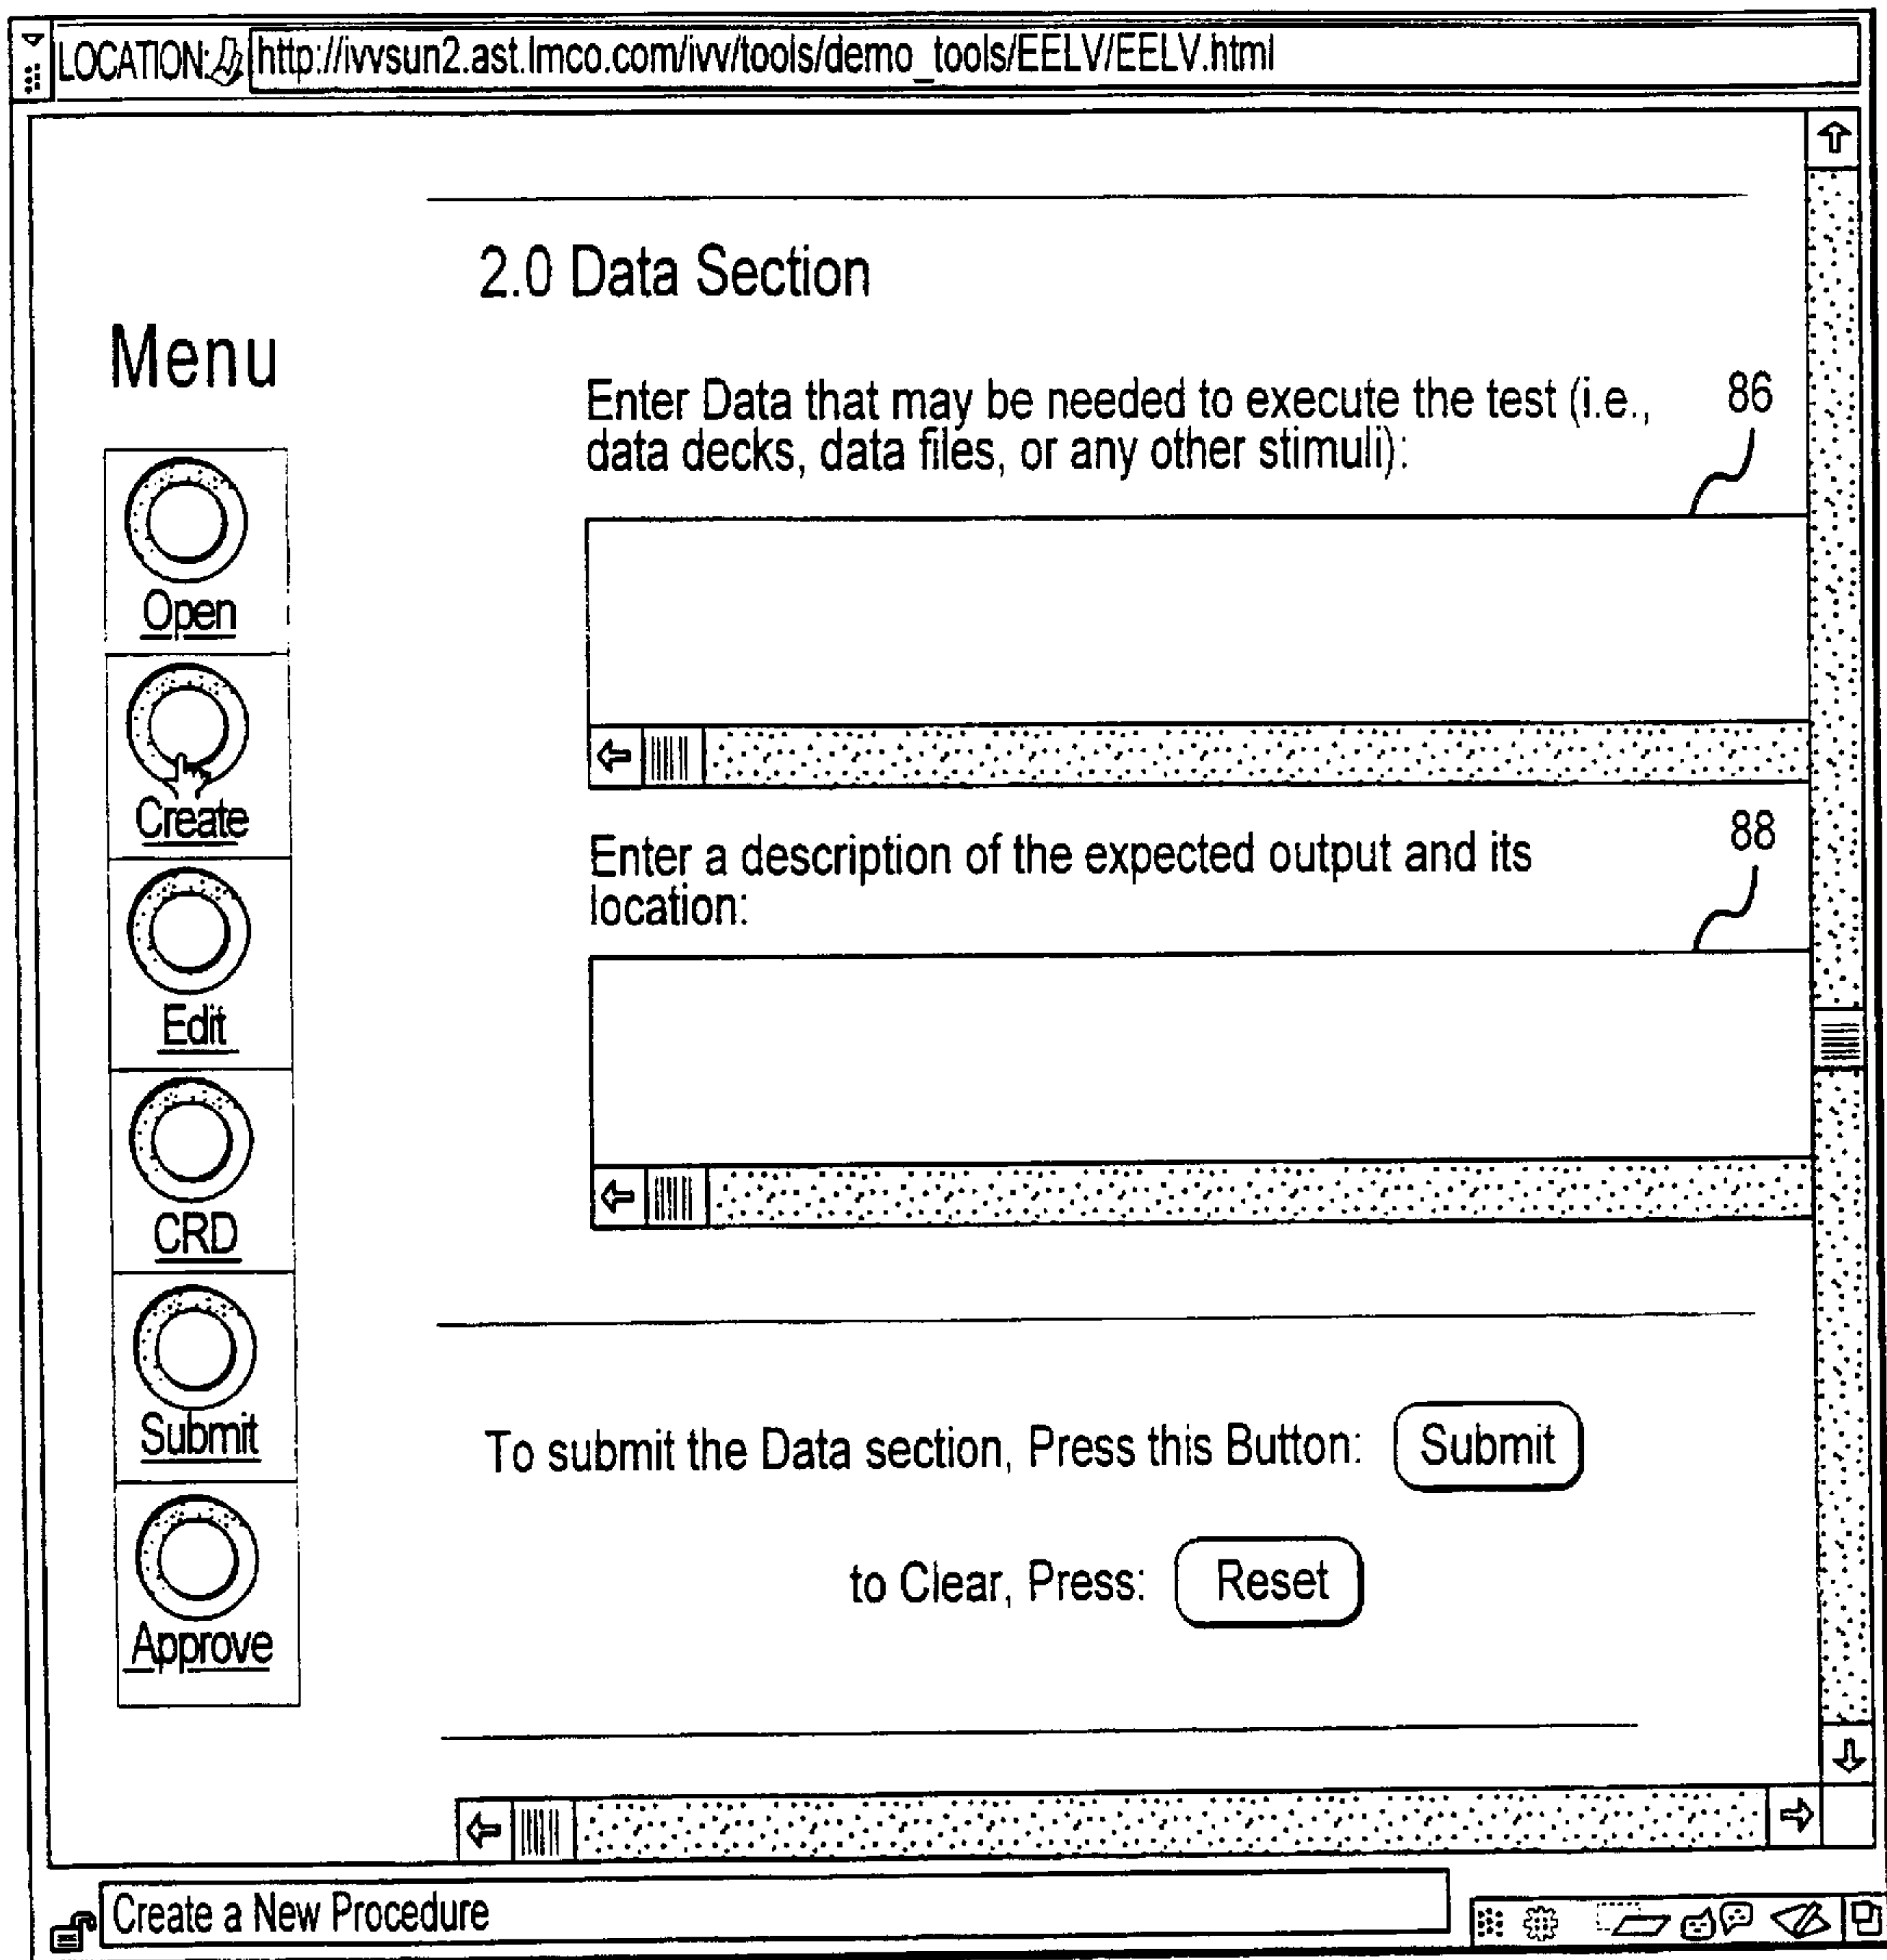 LOCATION: http://ivvsun2.ast.lmco.com/ivv/tools/demo_tools/EELV/EELV.html
Menu
Open
Create
Edit
CRD
Submit
Approve
2.0 Data Section
Enter Data that may be needed to execute the test (i.e.,
data decks, data files, or any other stimuli):
86
Enter a description of the expected output and its
location:
88
To submit the Data section, Press this Button: Submit
to Clear, Press: Reset
Create a New Procedure